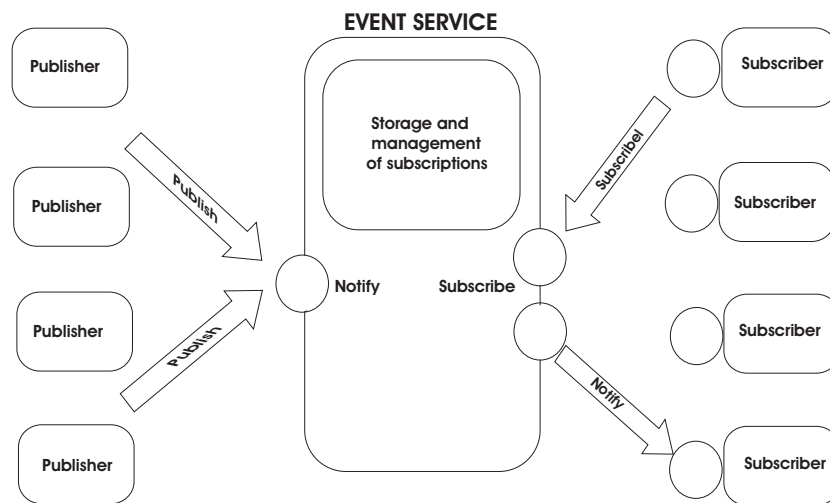 EVENT SERVICE
Publisher
Publisher
Publisher
Publisher
Publish
Publish
Storage and
management
of subscriptions
Notify
Subscribe
Subscribel
Notify
Subscriber
Subscriber
Subscriber
Subscriber